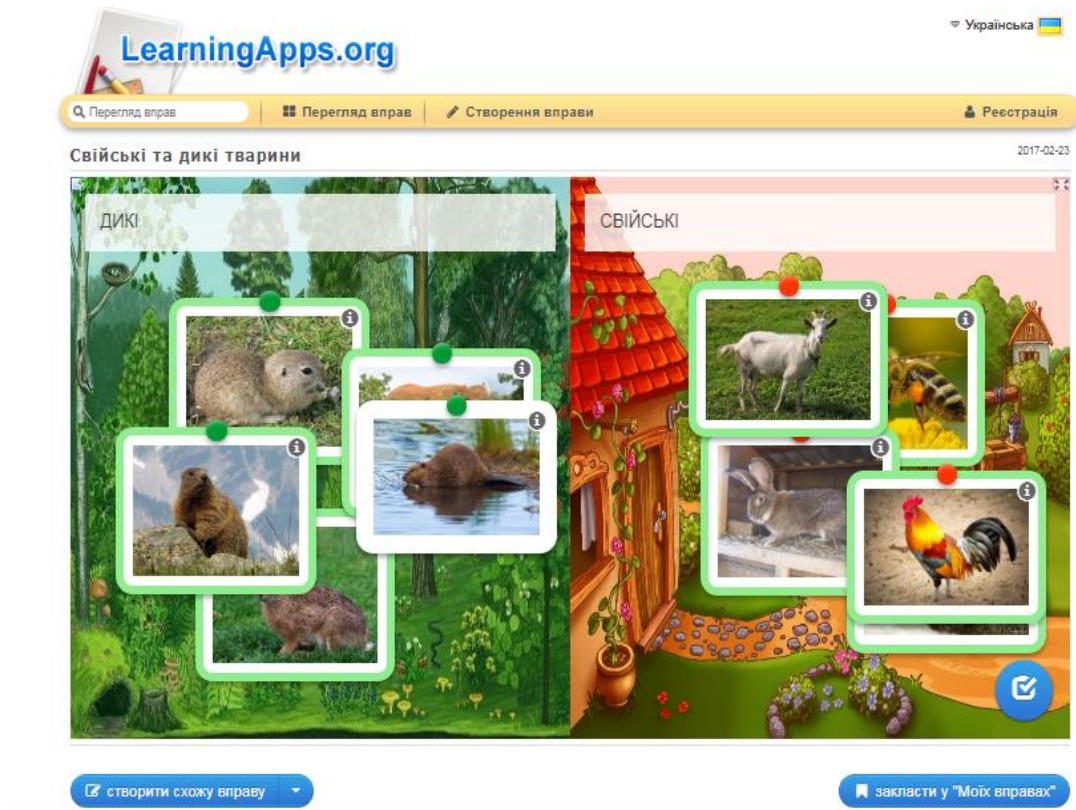 Українська
LearningApps.org
Перегляд вправ
Перегляд вправ
Створення вправи
Реєстрація
Свійські та дикі тварини
2017-02-23
ДИКІ
СВІЙСЬКІ
створити схожу вправу
закласти у "Моїх вправах"